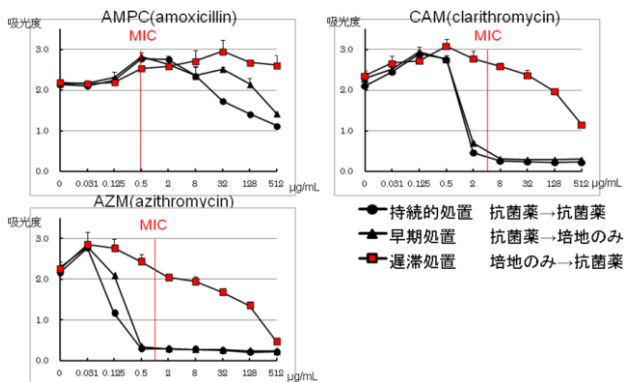 AMPC(amoxicillin)
吸光度
MIC
3.0
2.0
1.0
0.0
0 0.031 0.125 0.5 2 8 32 128 512 μg/mL
CAM(clarithromycin)
吸光度
MIC
3.0
2.0
1.0
0.0
0 0.031 0.125 0.5 2 8 32 128 512 μg/mL
AZM(azithromycin)
吸光度
MIC
3.0
2.0
1.0
0.0
0 0.031 0.125 0.5 2 8 32 128 512 μg/mL
持続的処置 抗菌薬→抗菌薬
早期処置 抗菌薬→培地のみ
遅滞処置 培地のみ→抗菌薬